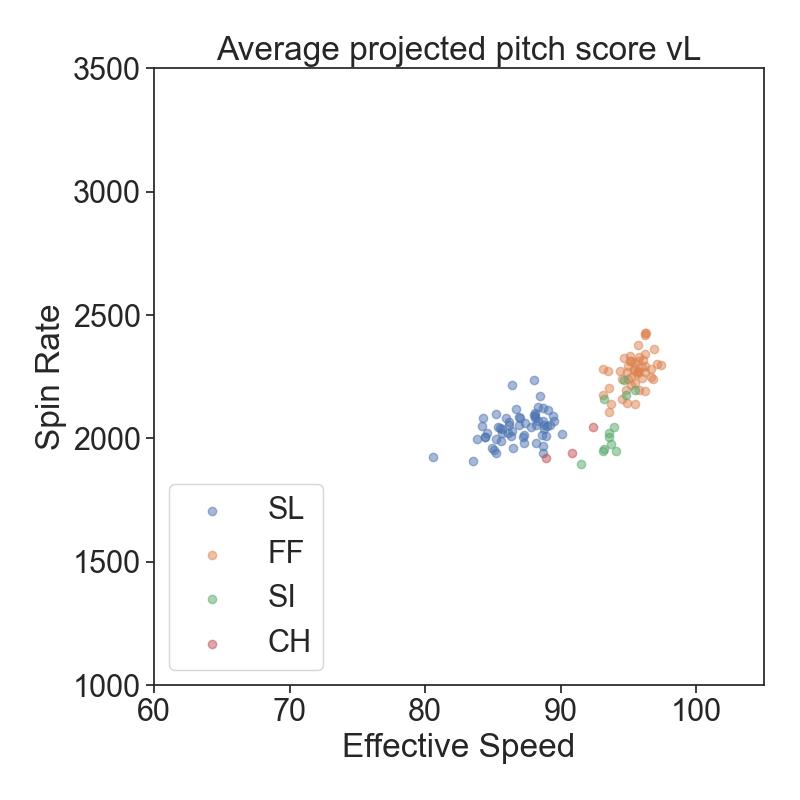 Average projected pitch score vL
3500
3000
2500
2000
1500
1000
Spin Rate
SL
FF
SI
CH
60 70 80 90 100
Effective Speed